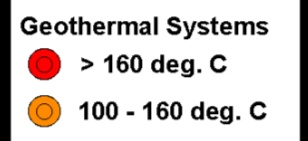 Geothermal Systems
> 160 deg. C
100 - 160 deg. C